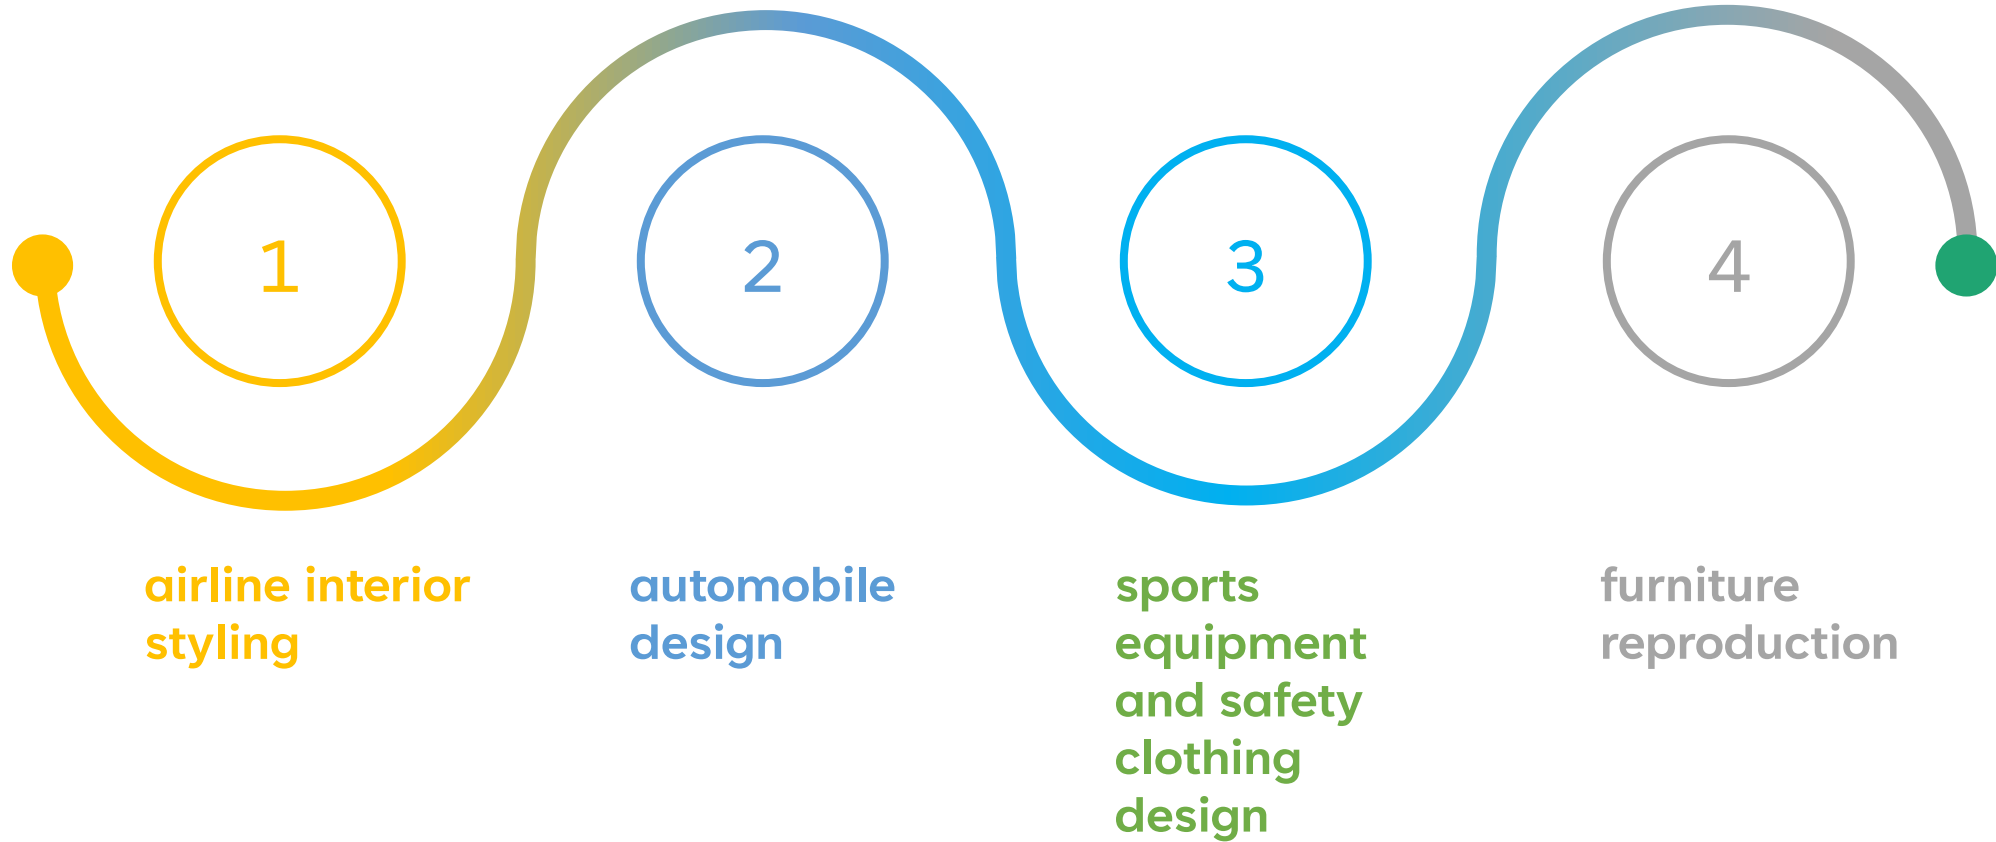 1
airline interior
styling
2
automobile
design
3
sports
equipment
and safety
clothing
design
4
furniture
reproduction